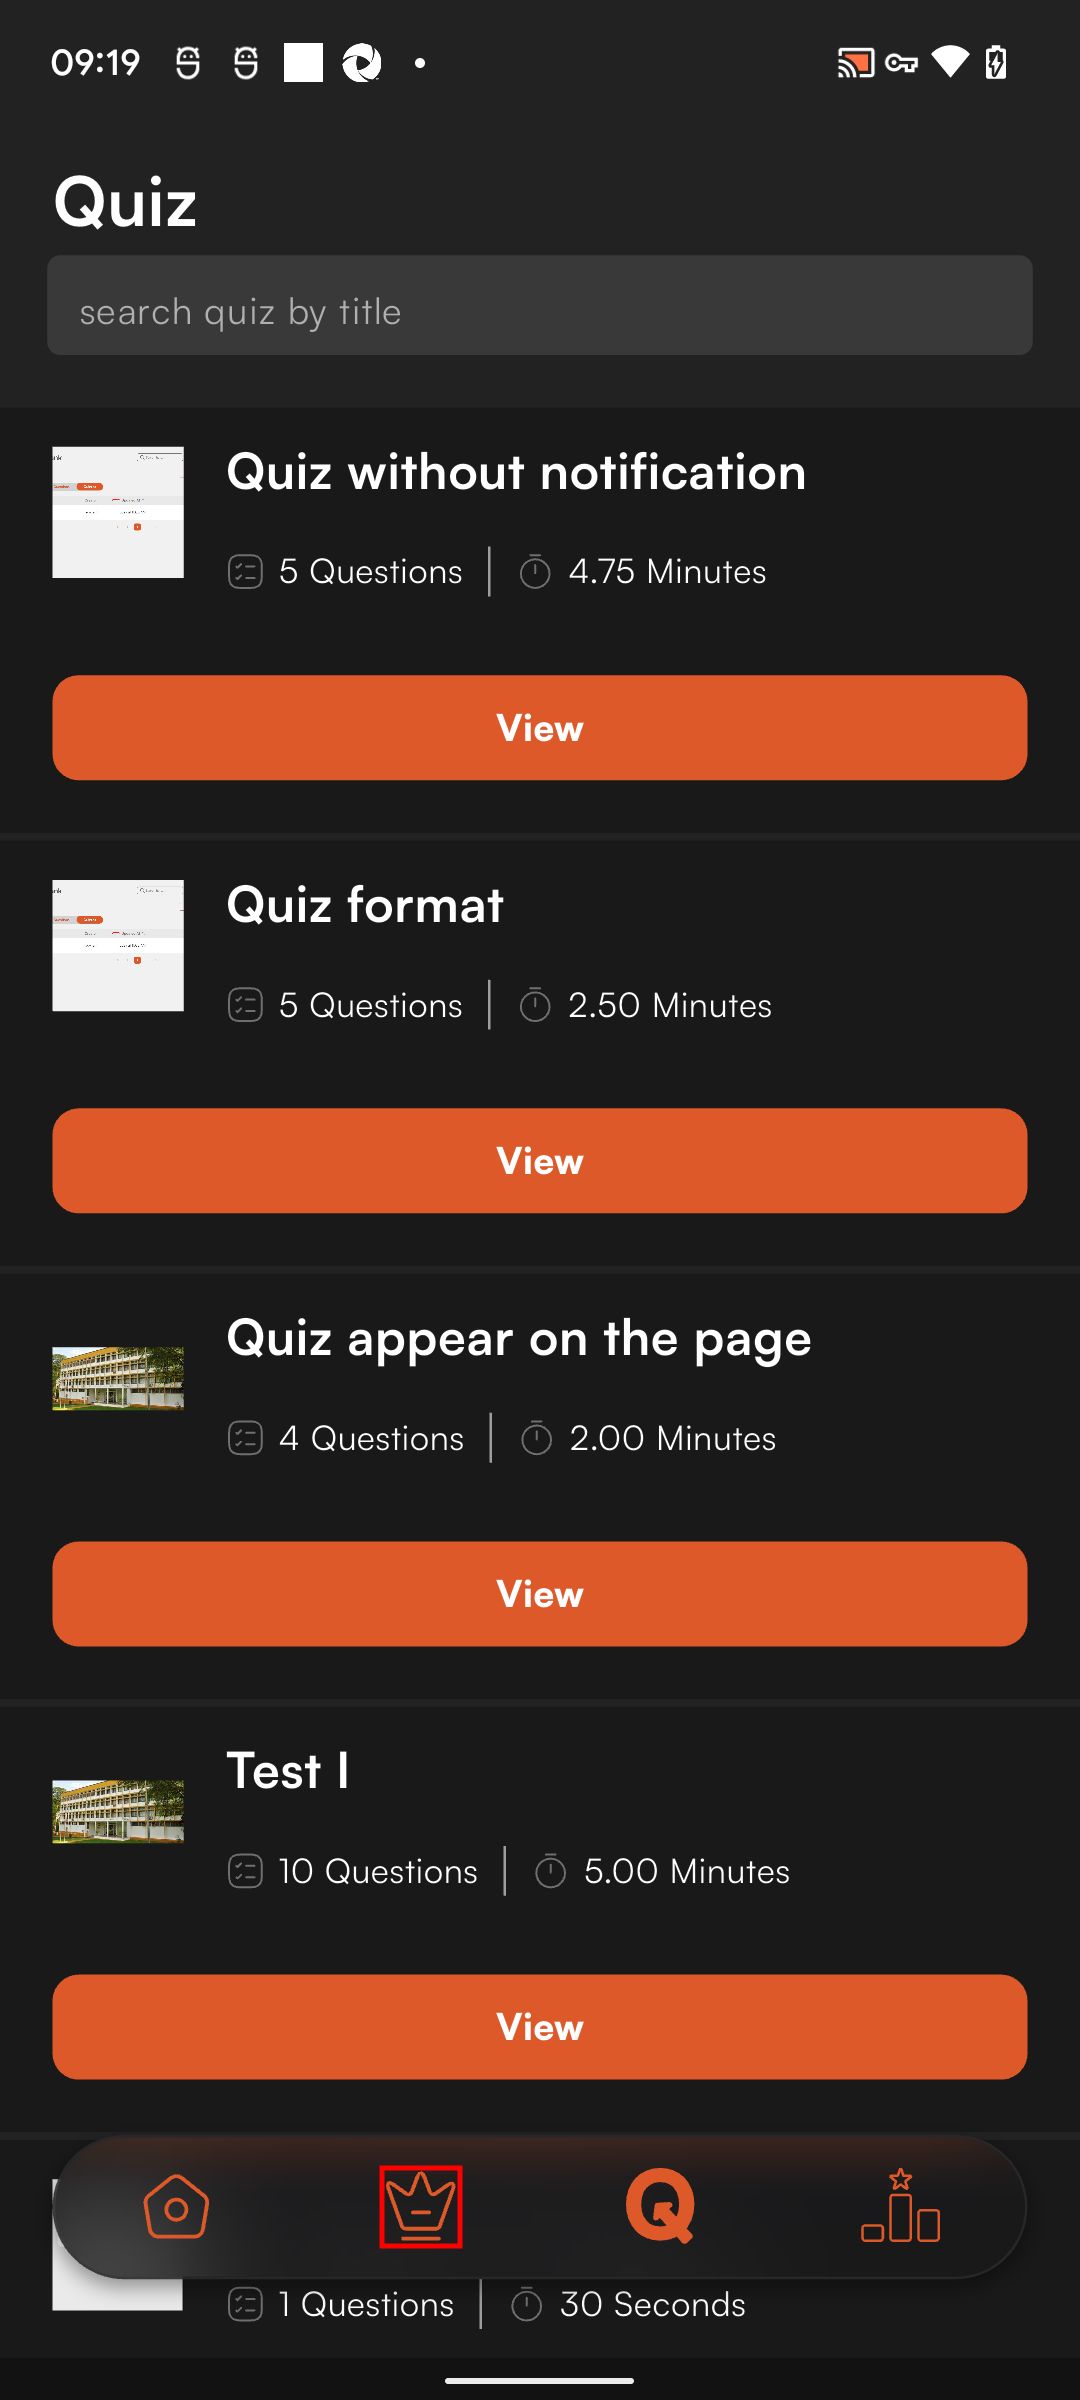 09:19
Quiz
search quiz by title
Quiz without notification
5 Questions
4.75 Minutes
View
Quiz format
5 Questions
2.50 Minutes
View
Quiz appear on the page
4 Questions
2.00 Minutes
View
Test I
10 Questions
5.00 Minutes
View
Q
1 Questions
30 Seconds